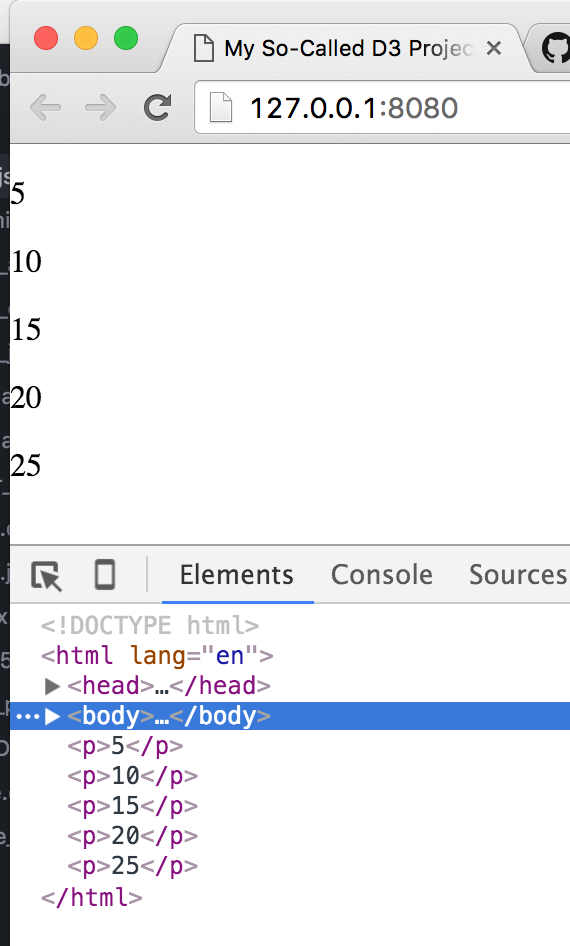 My So-Called D3 Projec
127.0.0.1:8080
5
10
15
20
25
Elements Console Sources
<!DOCTYPE html>
<html lang="en">
<head>…</head>
<body>…</body>
<p>5</p>
<p>10</p>
<p>15</p>
<p>20</p>
<p>25</p>
</html>